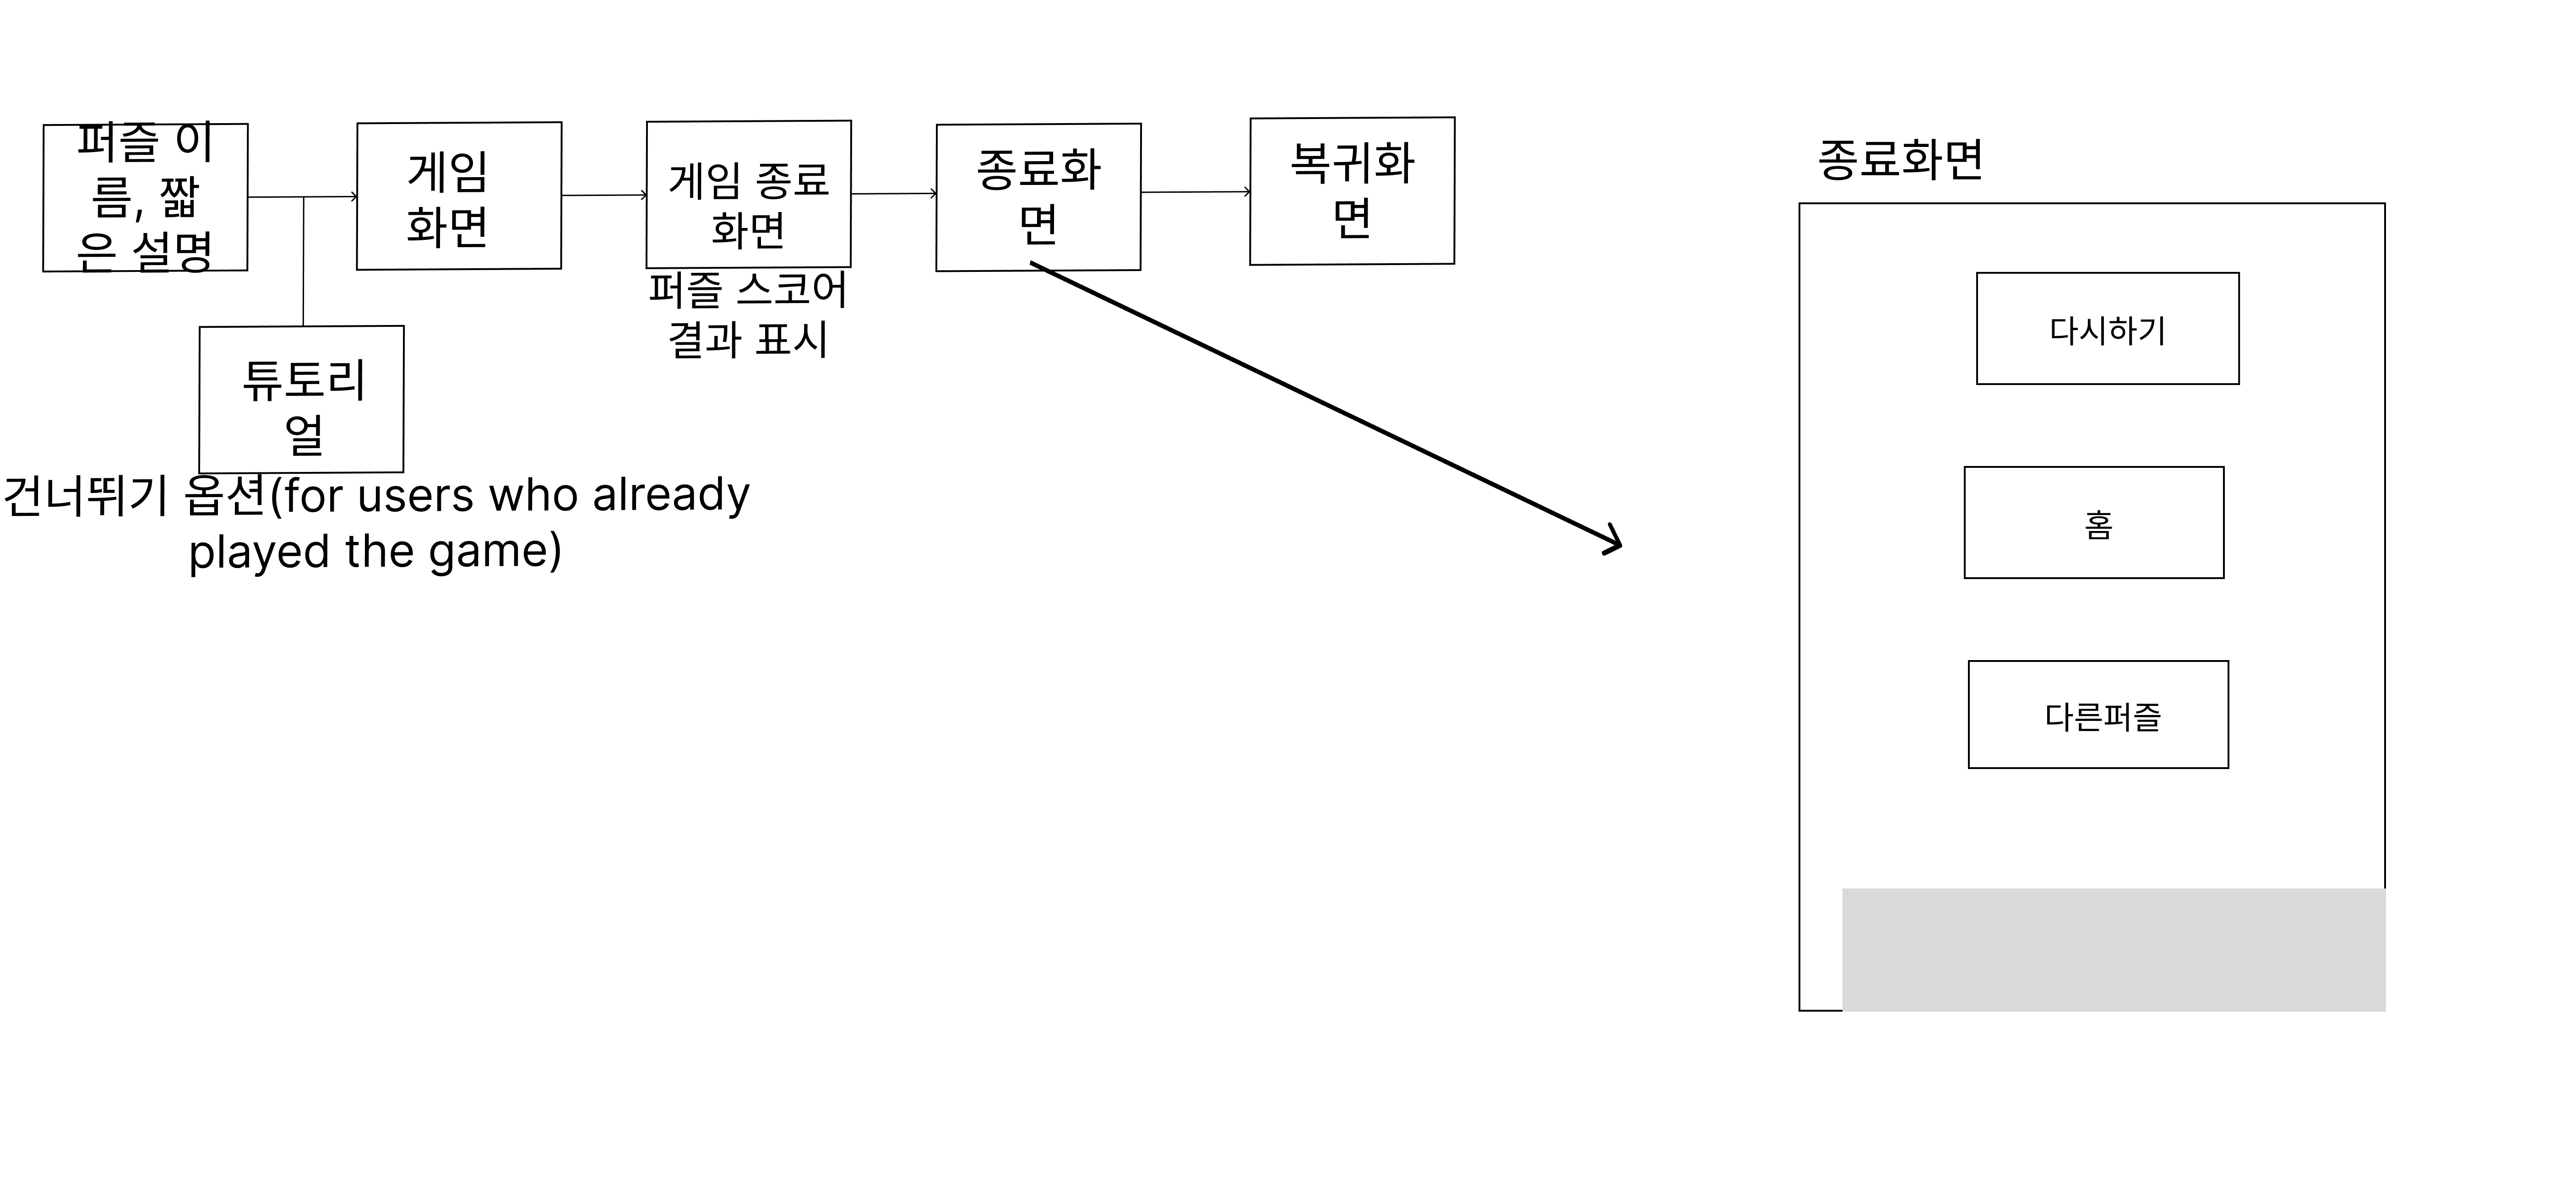 퍼즐 이
름, 짧
은 설명
게임
화면
게임 종료
화면
퍼즐 스코어
결과 표시
종료화
면
복귀화
면
튜토리
얼
건너뛰기 옵션(for users who already
played the game)
종료화면
다시하기
홈
다른퍼즐